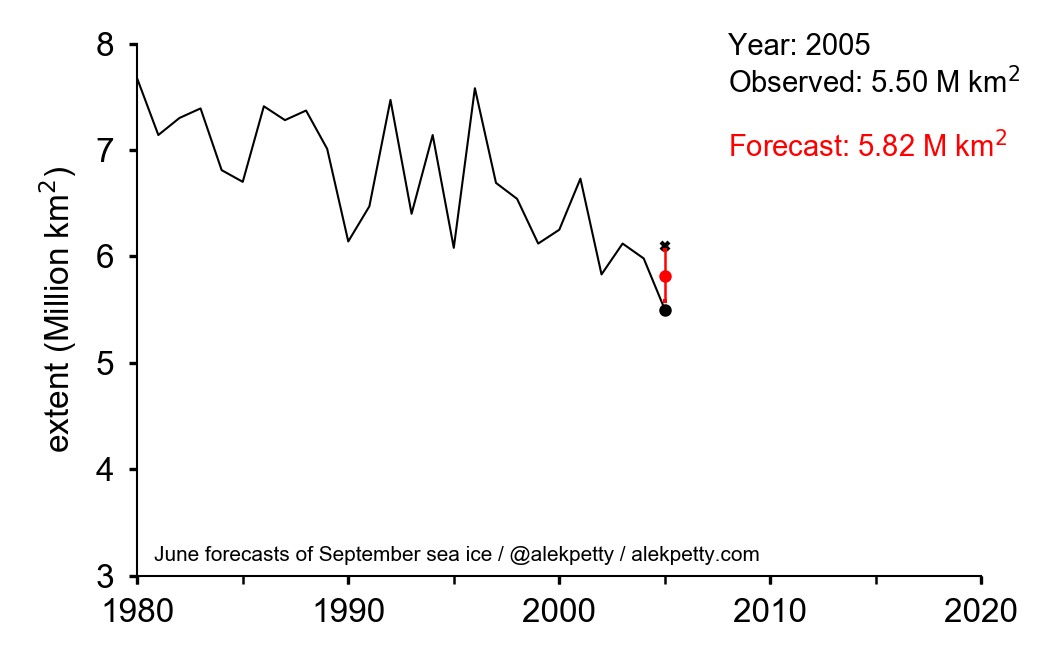 Year: 2005
Observed: 5.50 M km²
Forecast: 5.82 M km²
extent (Million km²)
8
7
6
5
4
3
June forecasts of September sea ice / @alekpetty / alekpetty.com
1980 1990 2000 2010 2020